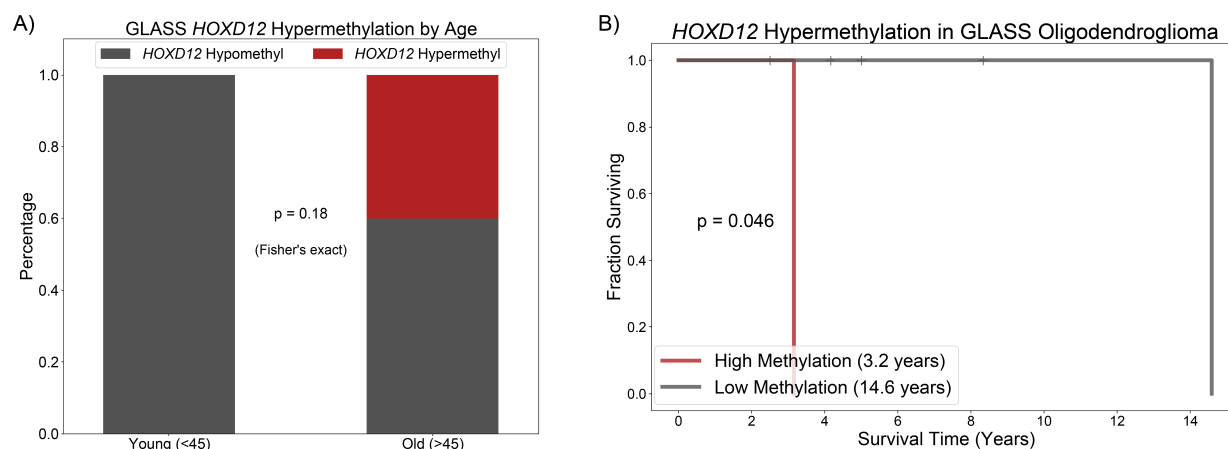 A)
GLASS HOXD12 Hypermethylation by Age
HOXD12 Hypomethyl
HOXD12 Hypermethyl
Percentage
1.0
0.8
0.6
0.4
0.2
0.0
p = 0.18
(Fisher's exact)
Young (<45)
Old (>45)
B)
HOXD12 Hypermethylation in GLASS Oligodendroglioma
Fraction Surviving
1.0
0.8
0.6
0.4
0.2
0.0
p = 0.046
High Methylation (3.2 years)
Low Methylation (14.6 years)
0 2 4 6 8 10 12 14
Survival Time (Years)